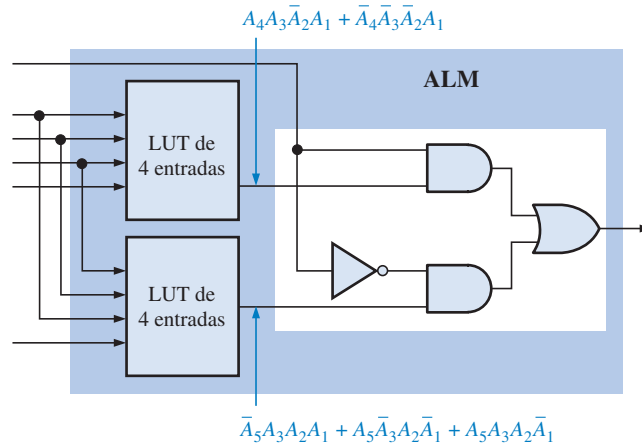 A₄A₃Ā₂A₁ + Ā₄Ā₃Ā₂A₁
ALM
LUT de
4 entradas
LUT de
4 entradas
Ā₅A₃A₂A₁ + A₅Ā₃A₂Ā₁ + A₅A₃A₂Ā₁